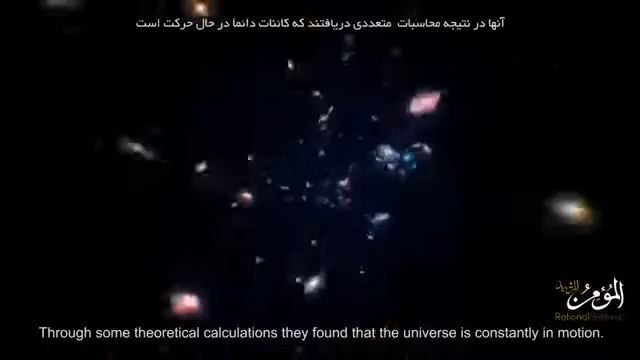 آنها در نتیجه محاسبات متعددی دریافتند که کائنات دائماً در حال حرکت است
المؤمن الرشيد
Rational Believer
Through some theoretical calculations they found that the universe is constantly in motion.